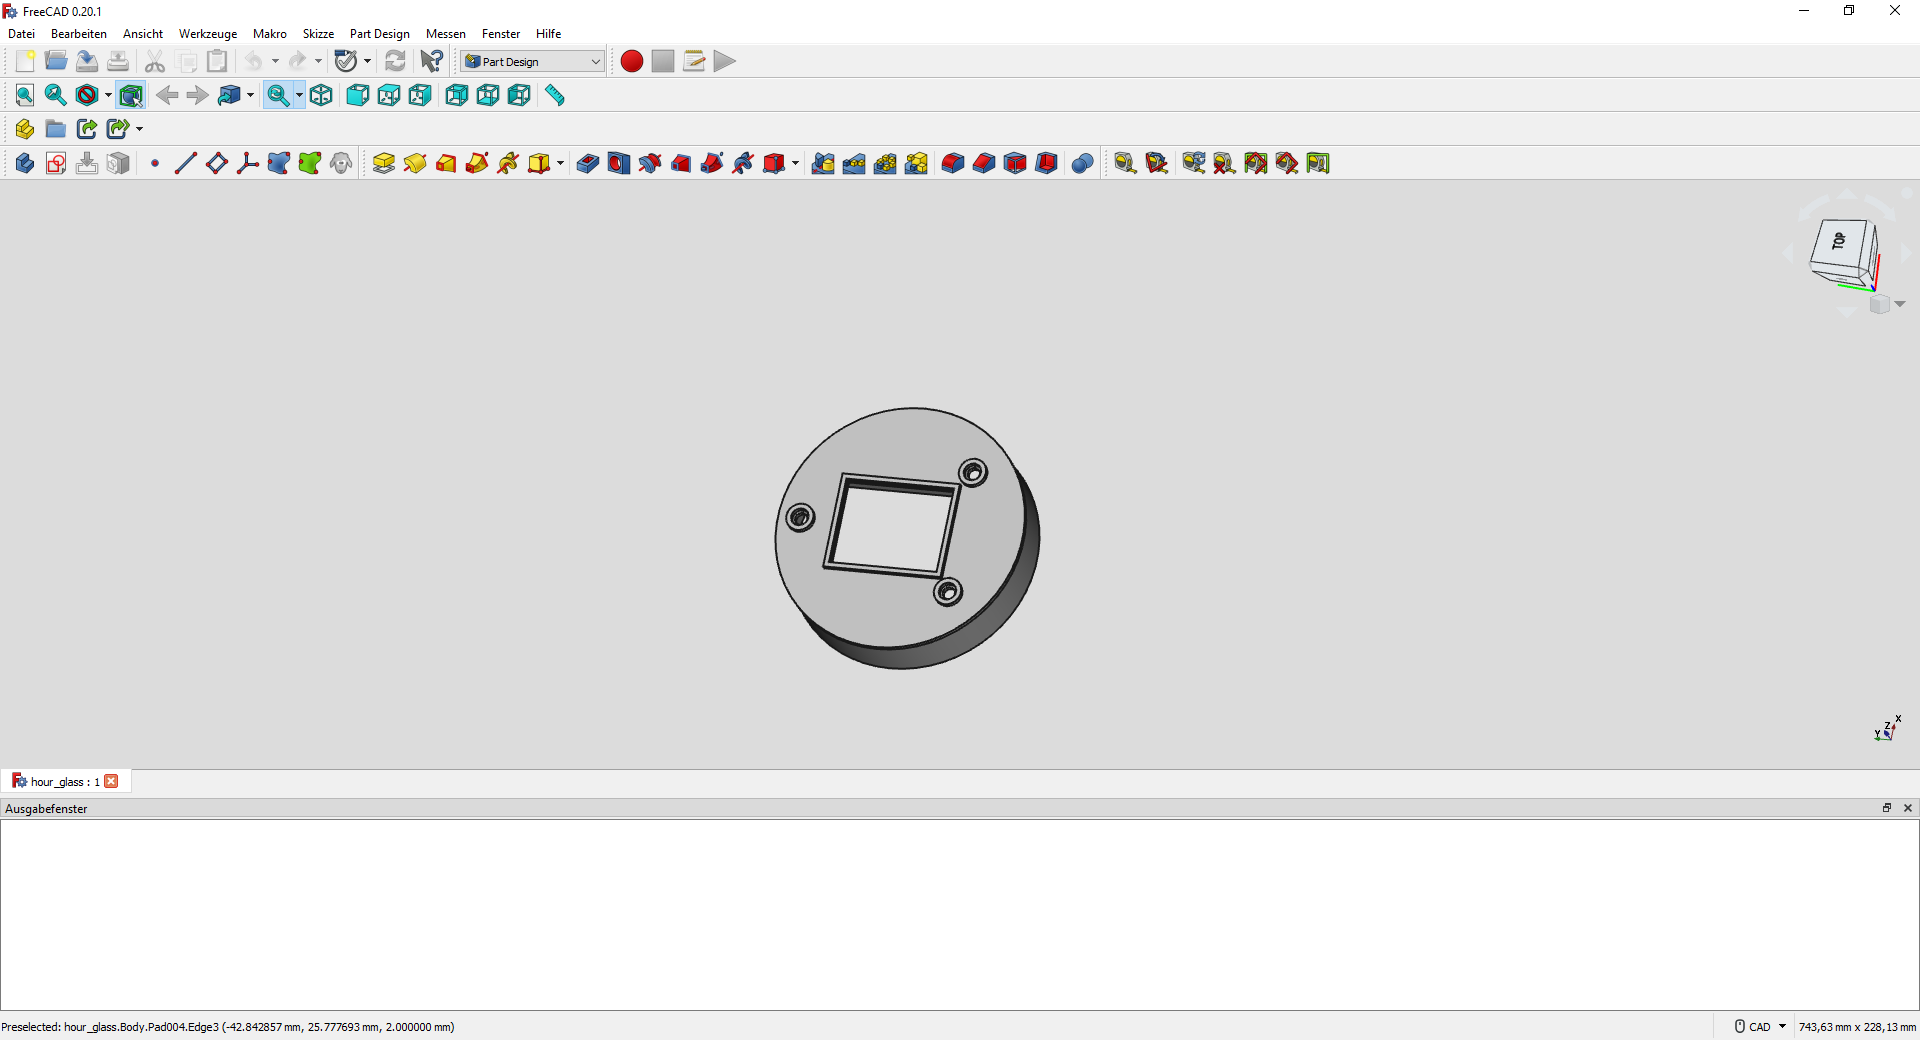 FreeCAD 0.20.1
Datei Bearbeiten Ansicht Werkzeuge Makro Skizze Part Design Messen Fenster Hilfe
Part Design
TOP
X
Z
Y
hour_glass : 1
Ausgabefenster
Preselected: hour_glass.Body.Pad004.Edge3 (-42.842857 mm, 25.777693 mm, 2.000000 mm)
CAD
743,63 mm x 228,13 mm